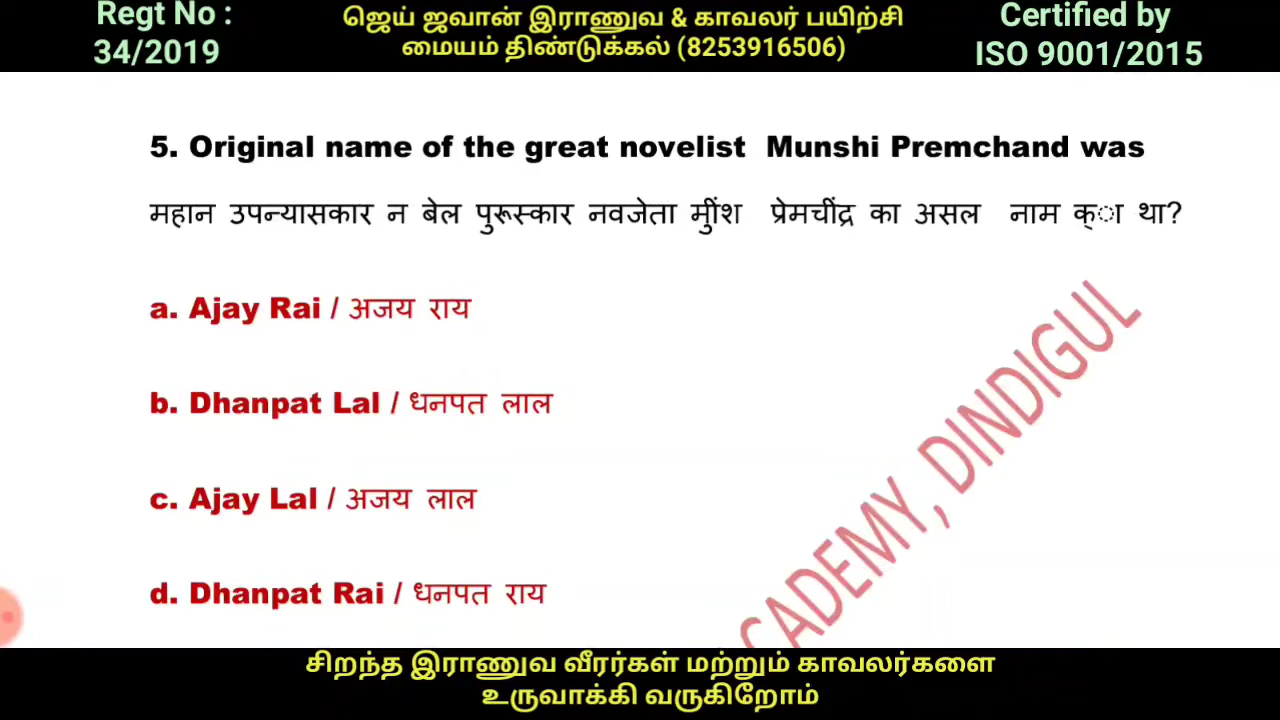 Regt No :
34/2019
ஜெய் ஜவான் இராணுவ & காவலர் பயிற்சி
மையம் திண்டுக்கல் (8253916506)
Certified by
ISO 9001/2015
5. Original name of the great novelist Munshi Premchand was
महान उपन्यासकार न बेल पुरूस्कार नवजेता मुींश प्रेमचींद्र का असल नाम क्ा था?
a. Ajay Rai / अजय राय
b. Dhanpat Lal / धनपत लाल
c. Ajay Lal / अजय लाल
d. Dhanpat Rai / धनपत राय
CADEMY, DINDIGUL
சிறந்த இராணுவ வீரர்கள் மற்றும் காவலர்களை
உருவாக்கி வருகிறோம்